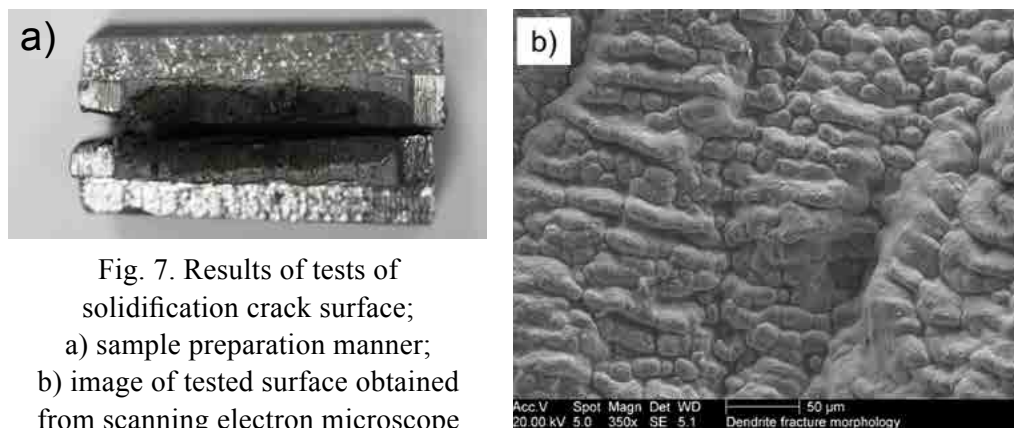 a)
Fig. 7. Results of tests of
solidification crack surface;
a) sample preparation manner;
b) image of tested surface obtained
from scanning electron microscope
b)
Acc.V Spot Magn Det WD 50 µm
20.00 kV 5.0 350x SE 5.1 Dendrite fracture morphology